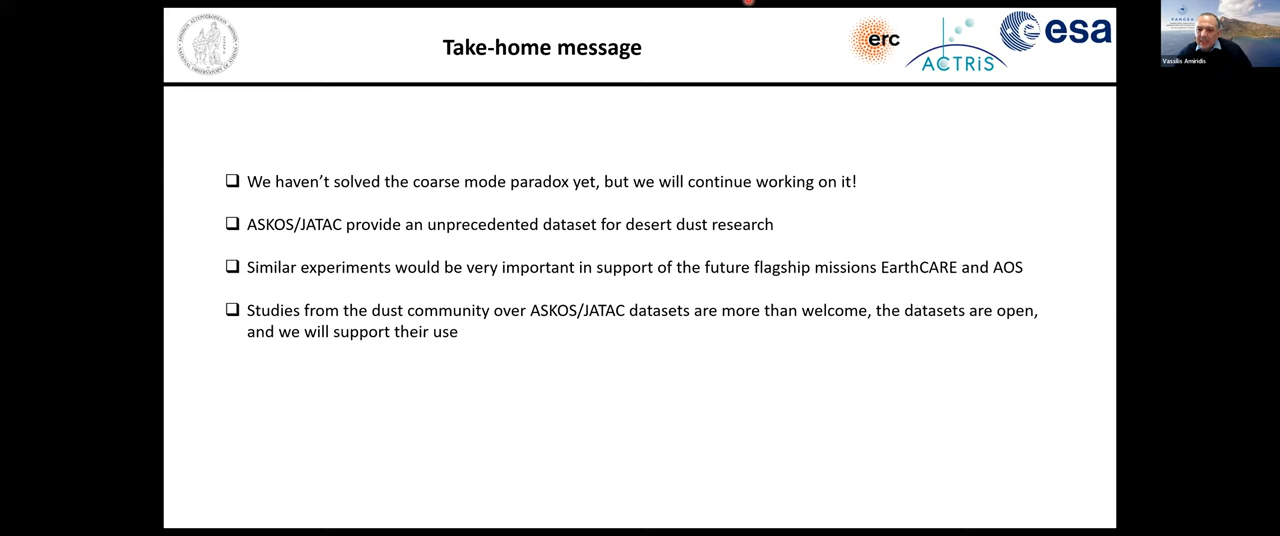 Take-home message
erc
ACTRiS
esa
PANGEA
Vassilis Amiridis
❑ We haven't solved the coarse mode paradox yet, but we will continue working on it!
❑ ASKOS/JATAC provide an unprecedented dataset for desert dust research
❑ Similar experiments would be very important in support of the future flagship missions EarthCARE and AOS
❑ Studies from the dust community over ASKOS/JATAC datasets are more than welcome, the datasets are open,
and we will support their use